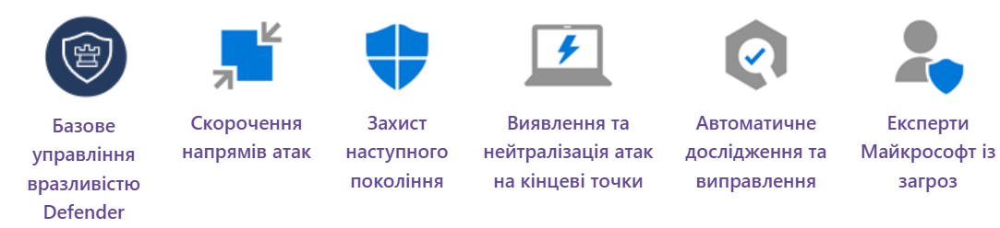 Базове
управління
вразливістю
Defender
Скорочення
напрямів атак
Захист
наступного
покоління
Виявлення та
нейтралізація атак
на кінцеві точки
Автоматичне
дослідження та
виправлення
Експерти
Майкрософт із
загроз